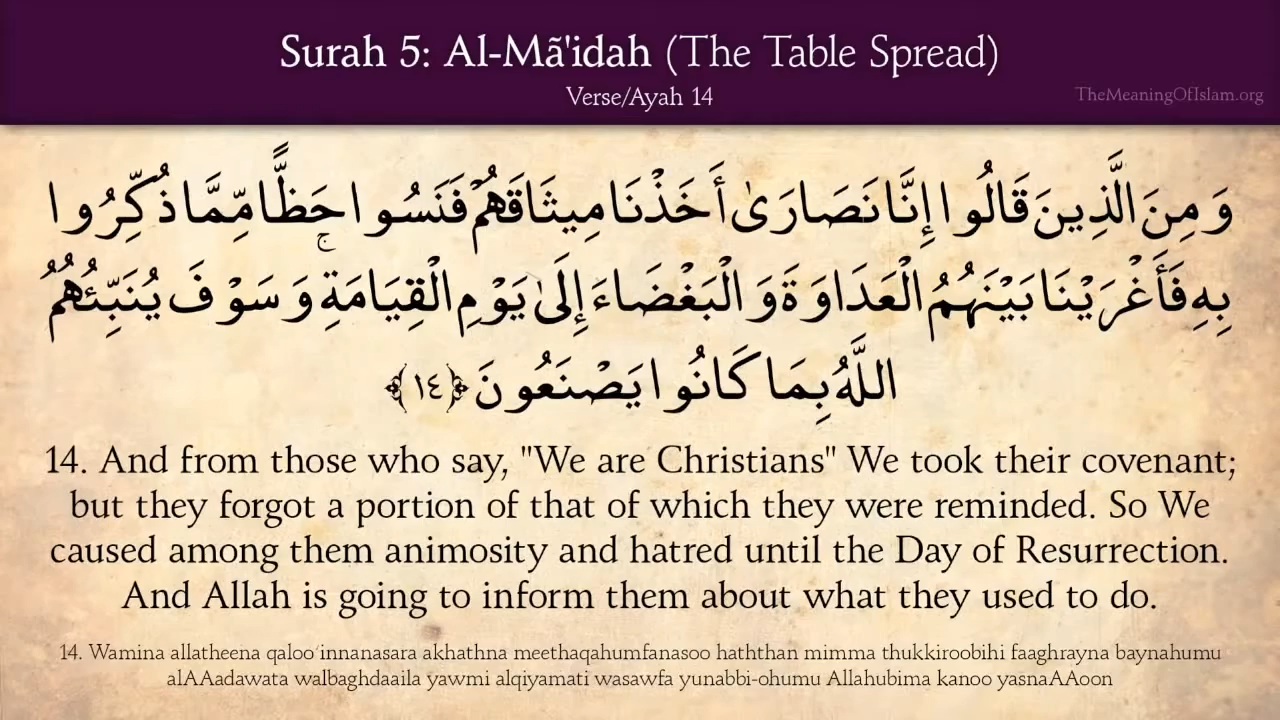 Surah 5: Al-Mã'idah (The Table Spread)
Verse/Ayah 14
TheMeaningOfIslam.org
وَمِنَ الَّذِينَ قَالُوا إِنَّا نَصَارَىٰ أَخَذْنَا مِيثَاقَهُمْ فَنَسُوا حَظًّا مِّمَّا ذُكِّرُوا
بِهِ فَأَغْرَيْنَا بَيْنَهُمُ الْعَدَاوَةَ وَالْبَغْضَاءَ إِلَىٰ يَوْمِ الْقِيَامَةِ ۚ وَسَوْفَ يُنَبِّئُهُمُ
اللَّهُ بِمَا كَانُوا يَصْنَعُونَ ﴿١٤﴾
14. And from those who say, "We are Christians" We took their covenant;
but they forgot a portion of that of which they were reminded. So We
caused among them animosity and hatred until the Day of Resurrection.
And Allah is going to inform them about what they used to do.
14. Wamina allatheena qaloo innanasara akhathna meethaqahumfanasoo haththan mimma thukkiroobihi faaghrayna baynahumu
alAAadawata walbaghdaaila yawmi alqiyamati wasawfa yunabbi-ohumu Allahubima kanoo yasnaAAoon